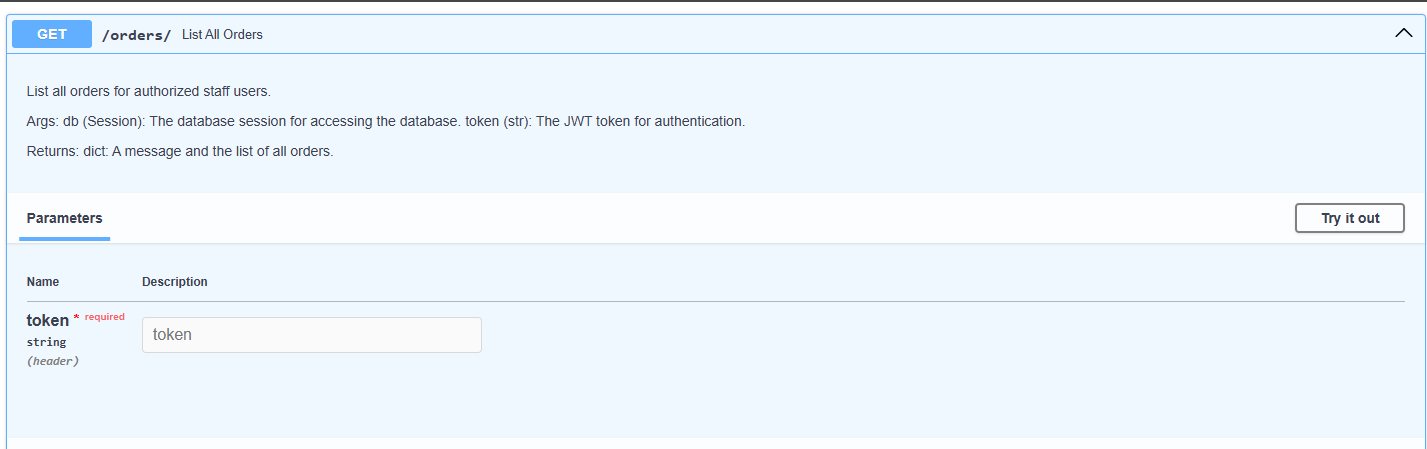 GET /orders/ List All Orders
List all orders for authorized staff users.
Args: db (Session): The database session for accessing the database. token (str): The JWT token for authentication.
Returns: dict: A message and the list of all orders.
Parameters Try it out
Name Description
token * required token
string
(header)